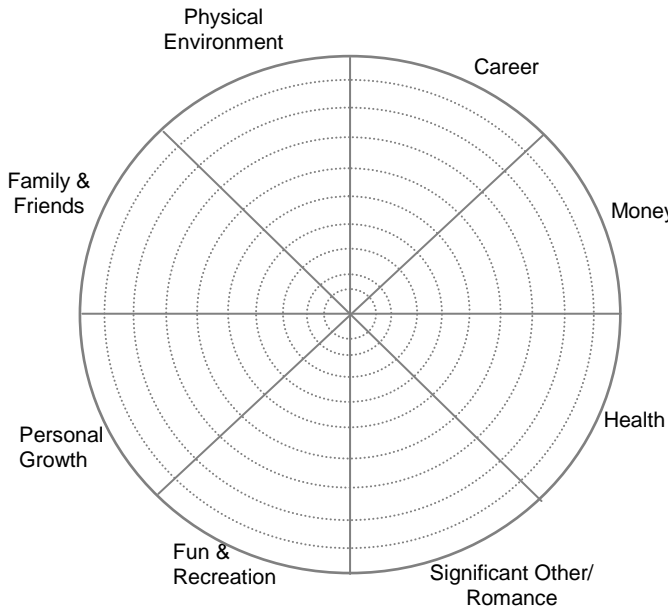 Physical
Environment
Career
Family &
Friends
Money
Personal
Growth
Health
Fun &
Recreation
Significant Other/
Romance